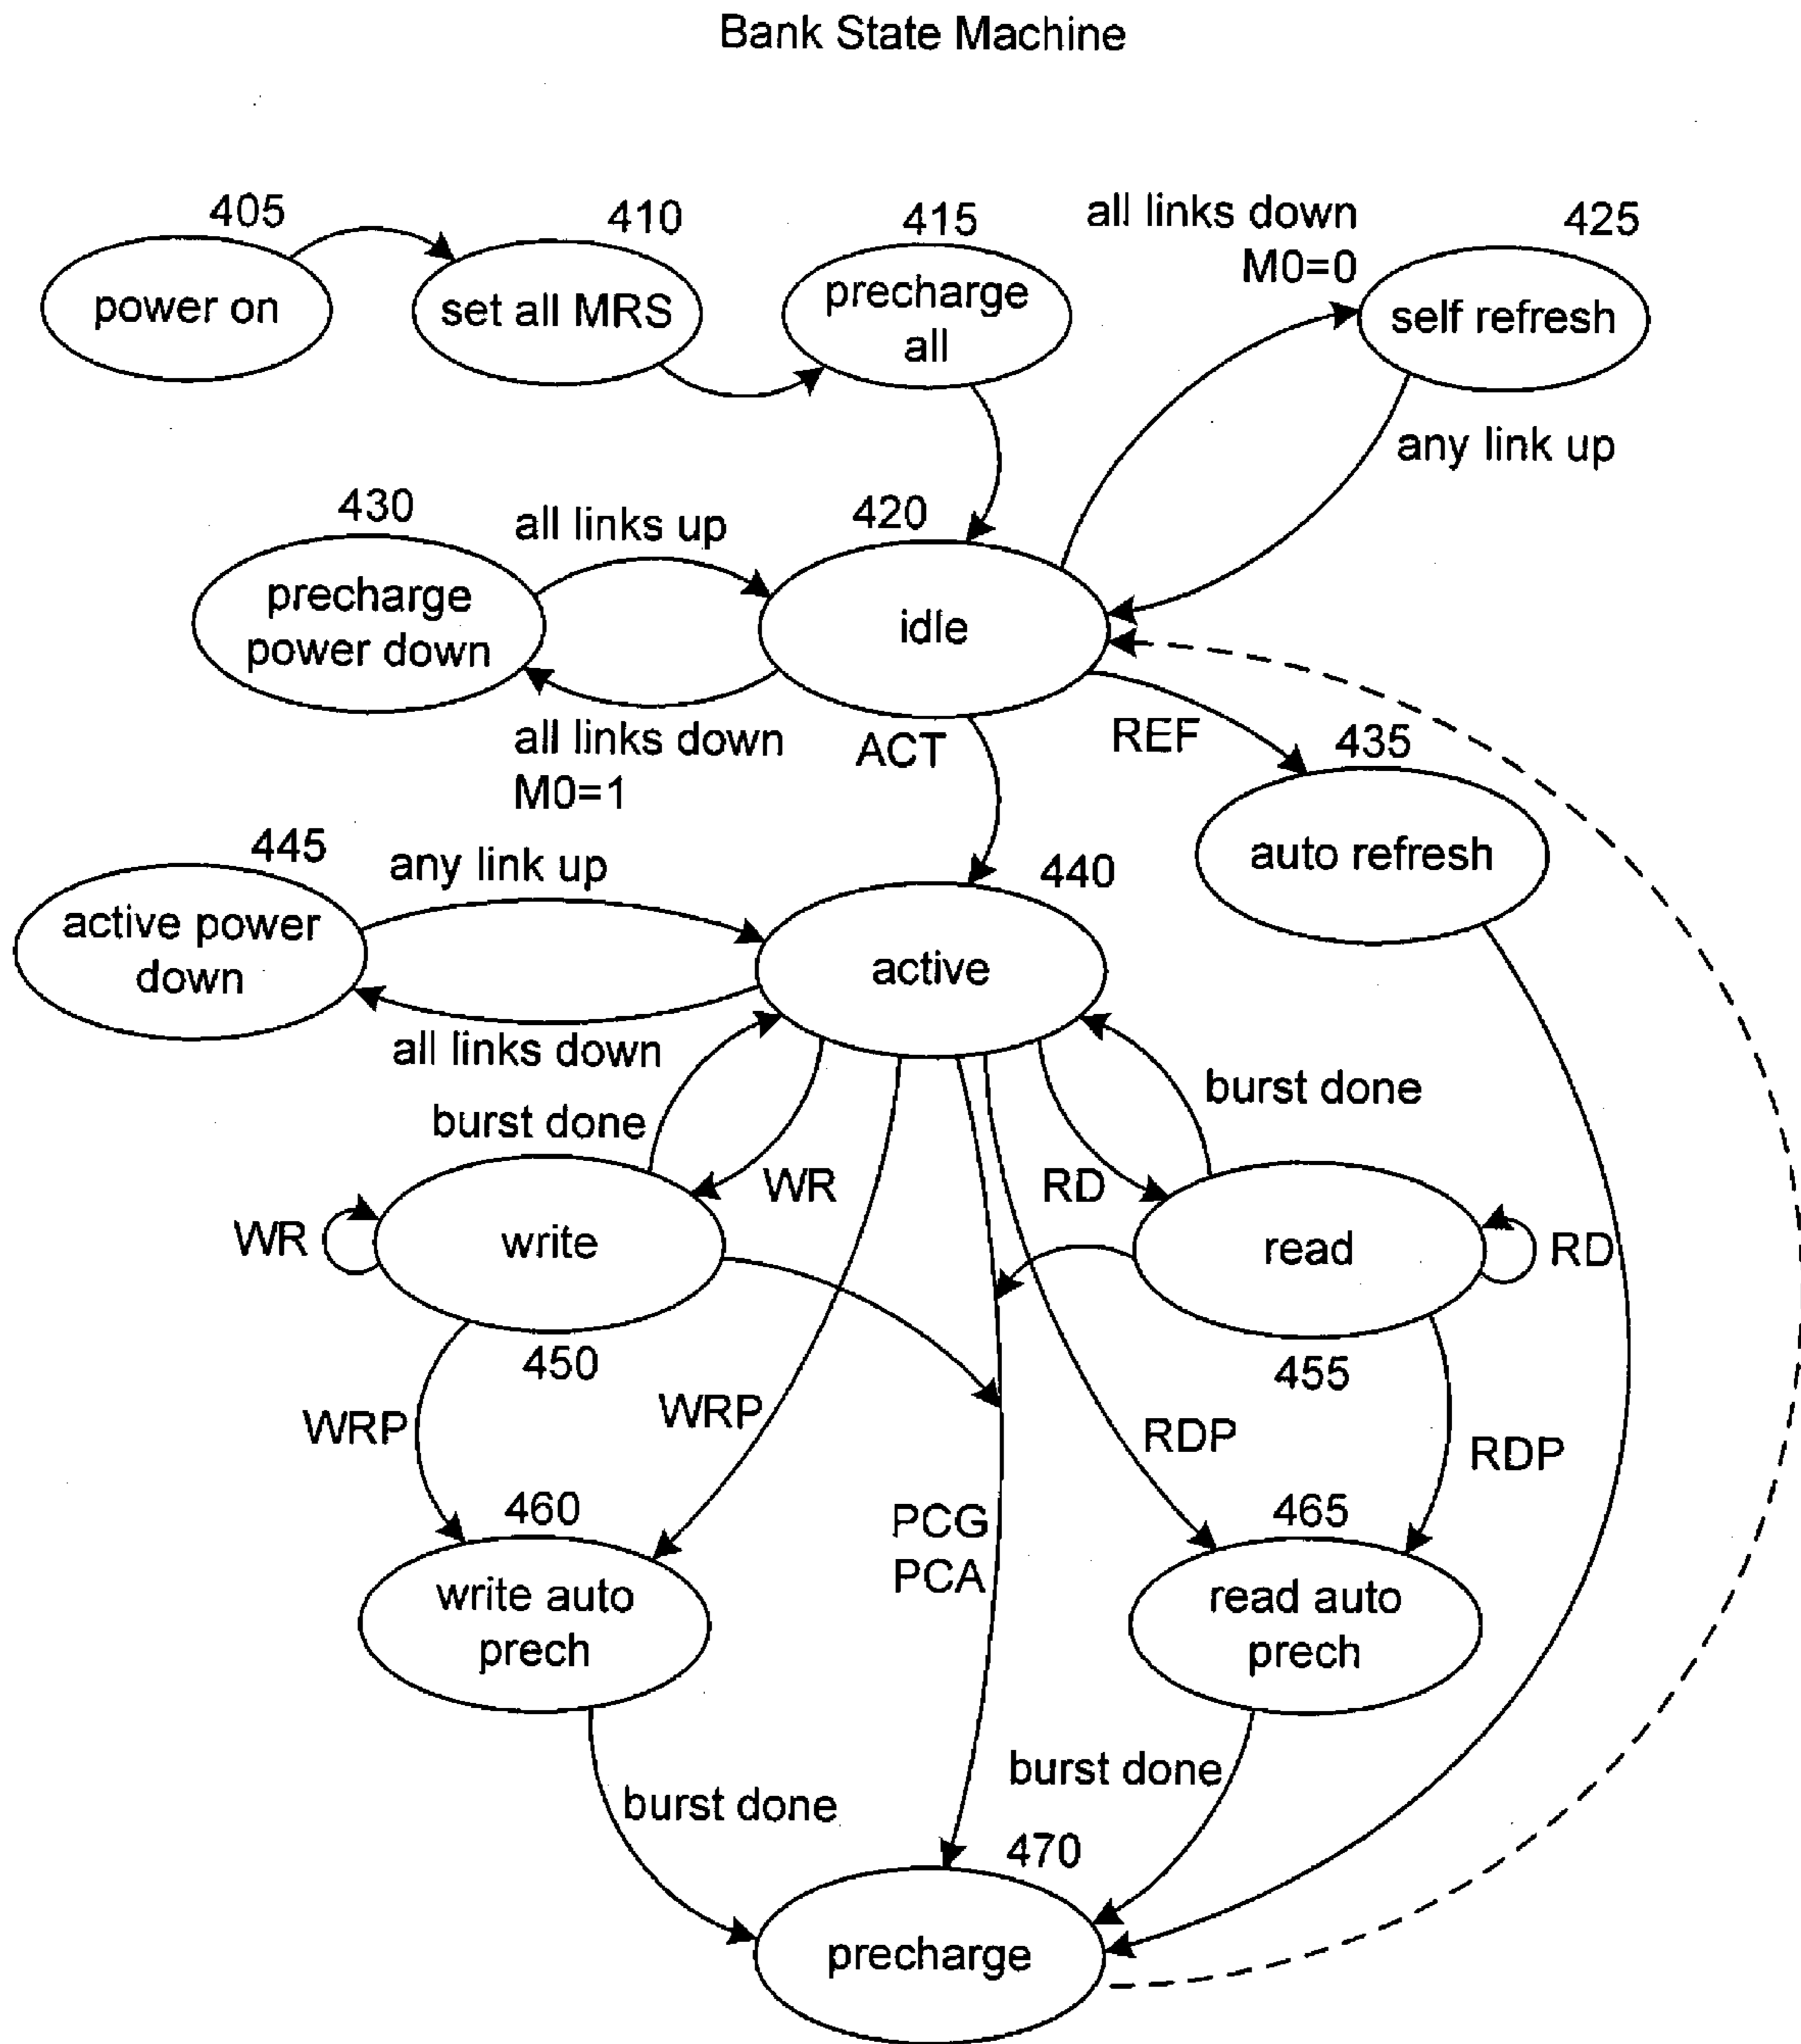 Bank State Machine
405
410
415
all links down
M0=0
425
power on
set all MRS
precharge
all
self refresh
any link up
430
all links up
420
precharge
power down
idle
all links down
M0=1
ACT
REF
435
445
any link up
440
auto refresh
active power
down
active
all links down
burst done
burst done
WR
RD
WR
write
read
RD
450
455
WRP
WRP
RDP
RDP
460
PCG
PCA
465
write auto
prech
read auto
prech
burst done
burst done
470
precharge